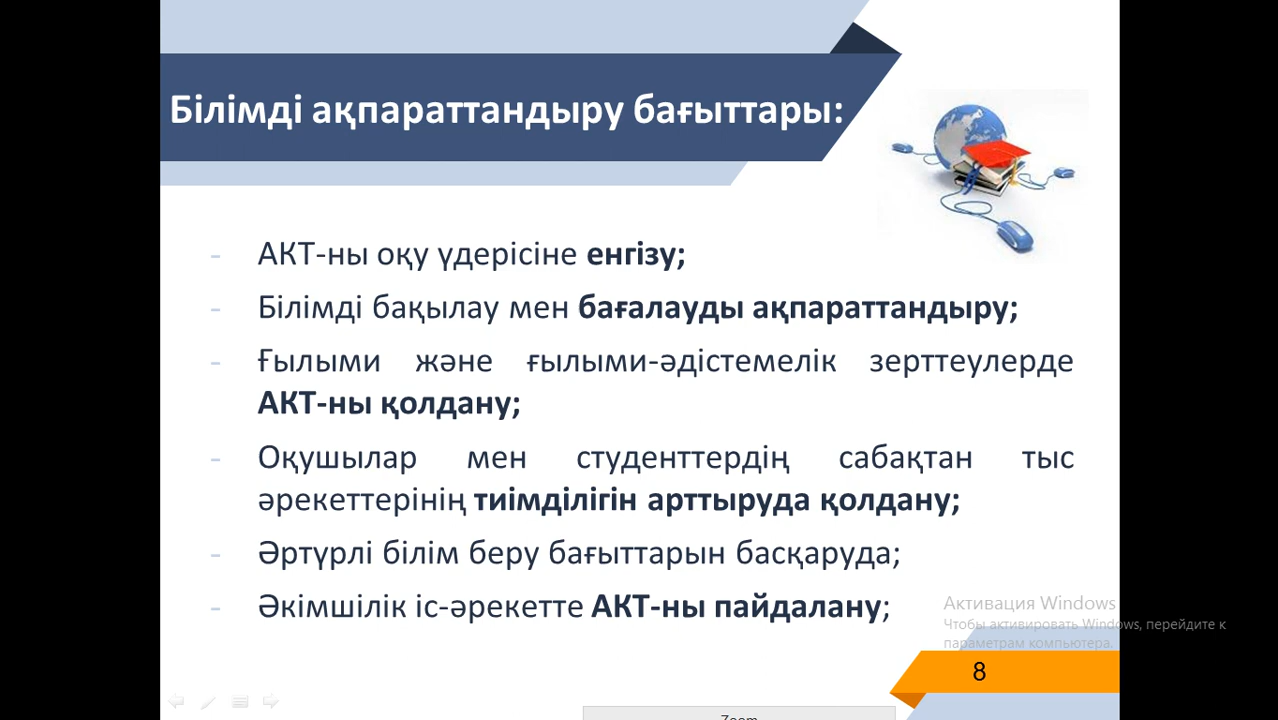 Білімді ақпараттандыру бағыттары:
- АКТ-ны оқу үдерісіне енгізу;
- Білімді бақылау мен бағалауды ақпараттандыру;
- Ғылыми және ғылыми-әдістемелік зерттеулерде
АКТ-ны қолдану;
- Оқушылар мен студенттердің сабақтан тыс
әрекеттерінің тиімділігін арттыруда қолдану;
- Әртүрлі білім беру бағыттарын басқаруда;
- Әкімшілік іс-әрекетте АКТ-ны пайдалану;
Активация Windows
Чтобы активировать Windows, перейдите к
параметрам компьютера.
8
Zoom